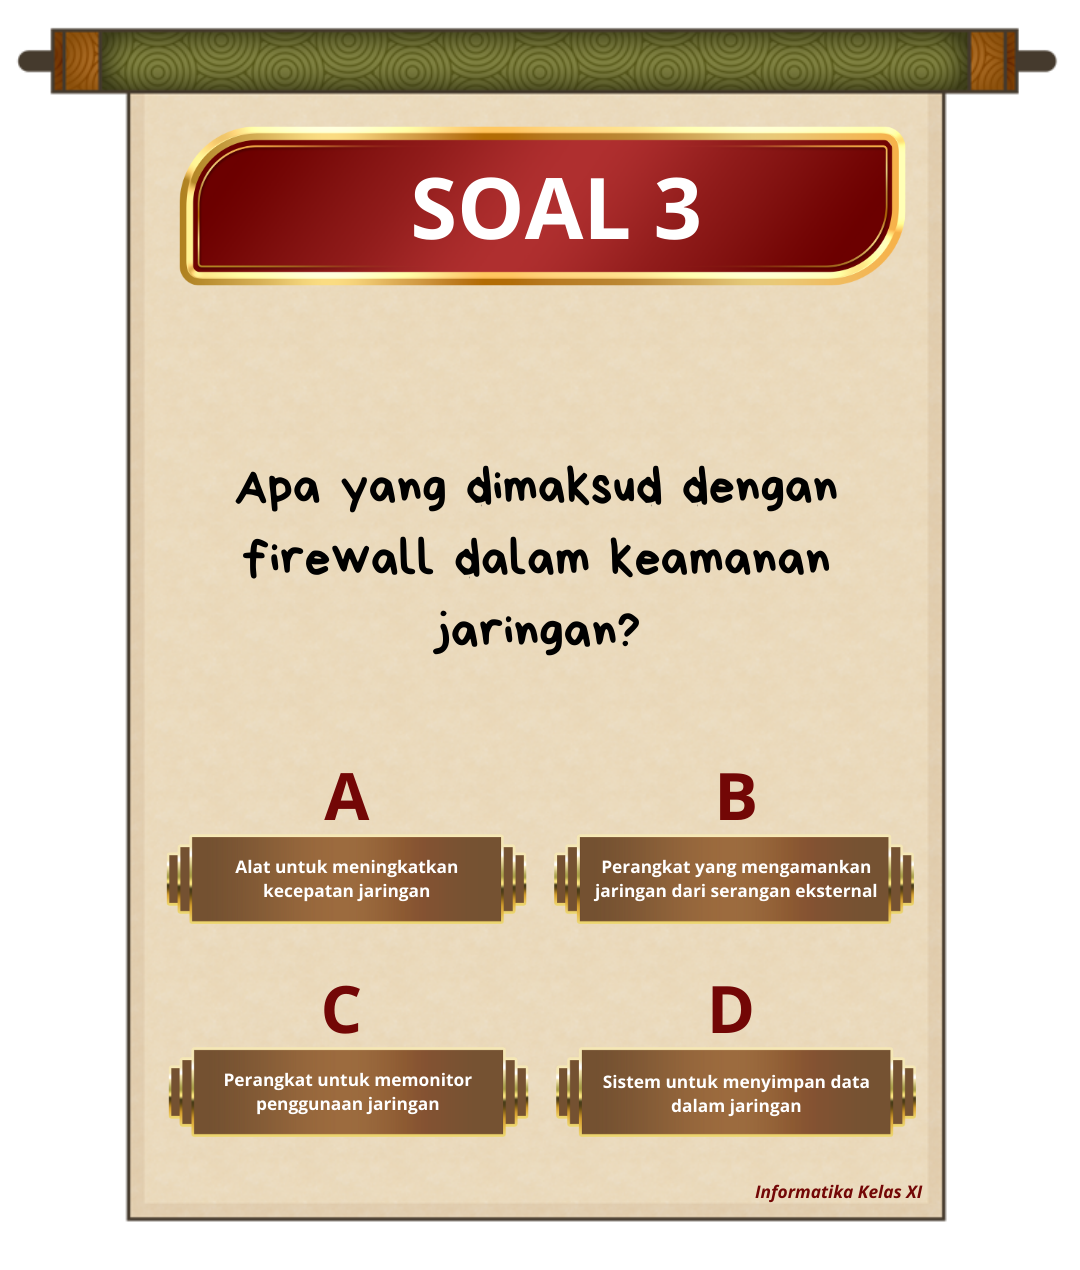 SOAL 3
Apa yang dimaksud dengan
firewall dalam keamanan
jaringan?
A
Alat untuk meningkatkan
kecepatan jaringan
B
Perangkat yang mengamankan
jaringan dari serangan eksternal
C
Perangkat untuk memonitor
penggunaan jaringan
D
Sistem untuk menyimpan data
dalam jaringan
Informatika Kelas XI